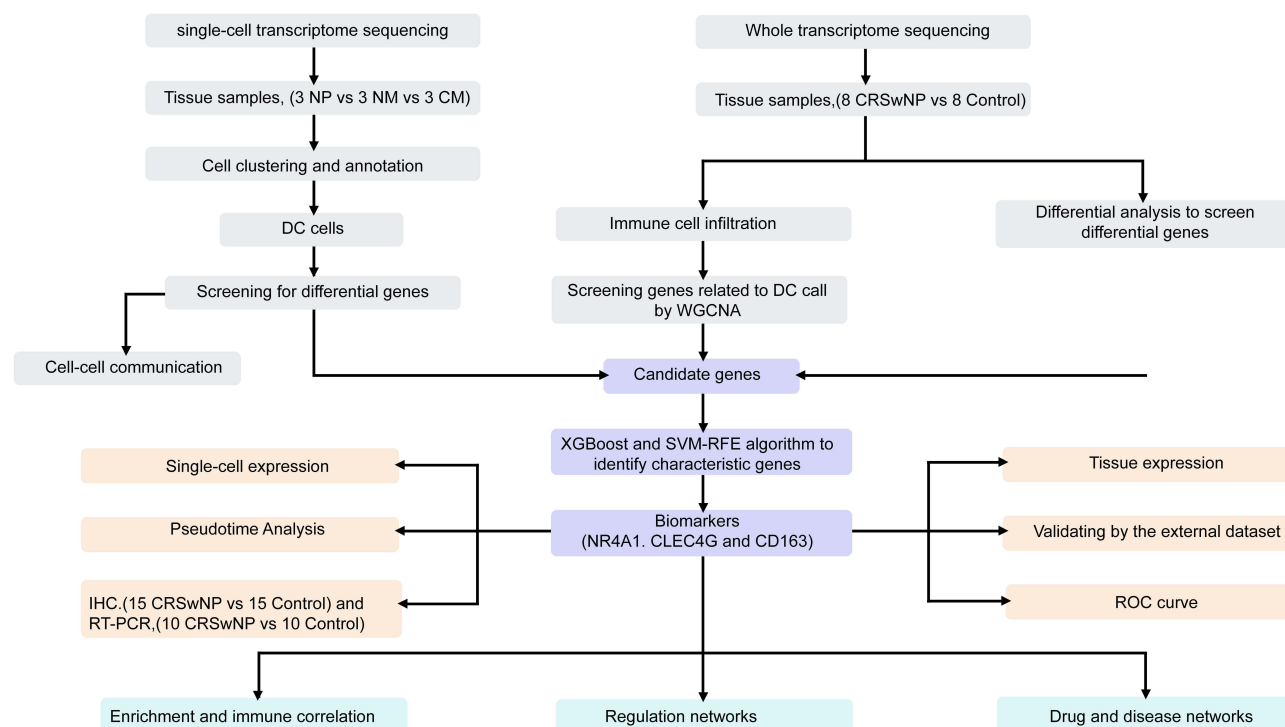 single-cell transcriptome sequencing
Whole transcriptome sequencing
Tissue samples, (3 NP vs 3 NM vs 3 CM)
Tissue samples,(8 CRSwNP vs 8 Control)
Cell clustering and annotation
DC cells
Immune cell infiltration
Differential analysis to screen
differential genes
Screening for differential genes
Screening genes related to DC call
by WGCNA
Cell-cell communication
Candidate genes
XGBoost and SVM-RFE algorithm to
identify characteristic genes
Single-cell expression
Tissue expression
Pseudotime Analysis
Biomarkers
(NR4A1. CLEC4G and CD163)
Validating by the external dataset
IHC.(15 CRSwNP vs 15 Control) and
RT-PCR,(10 CRSwNP vs 10 Control)
ROC curve
Enrichment and immune correlation
Regulation networks
Drug and disease networks